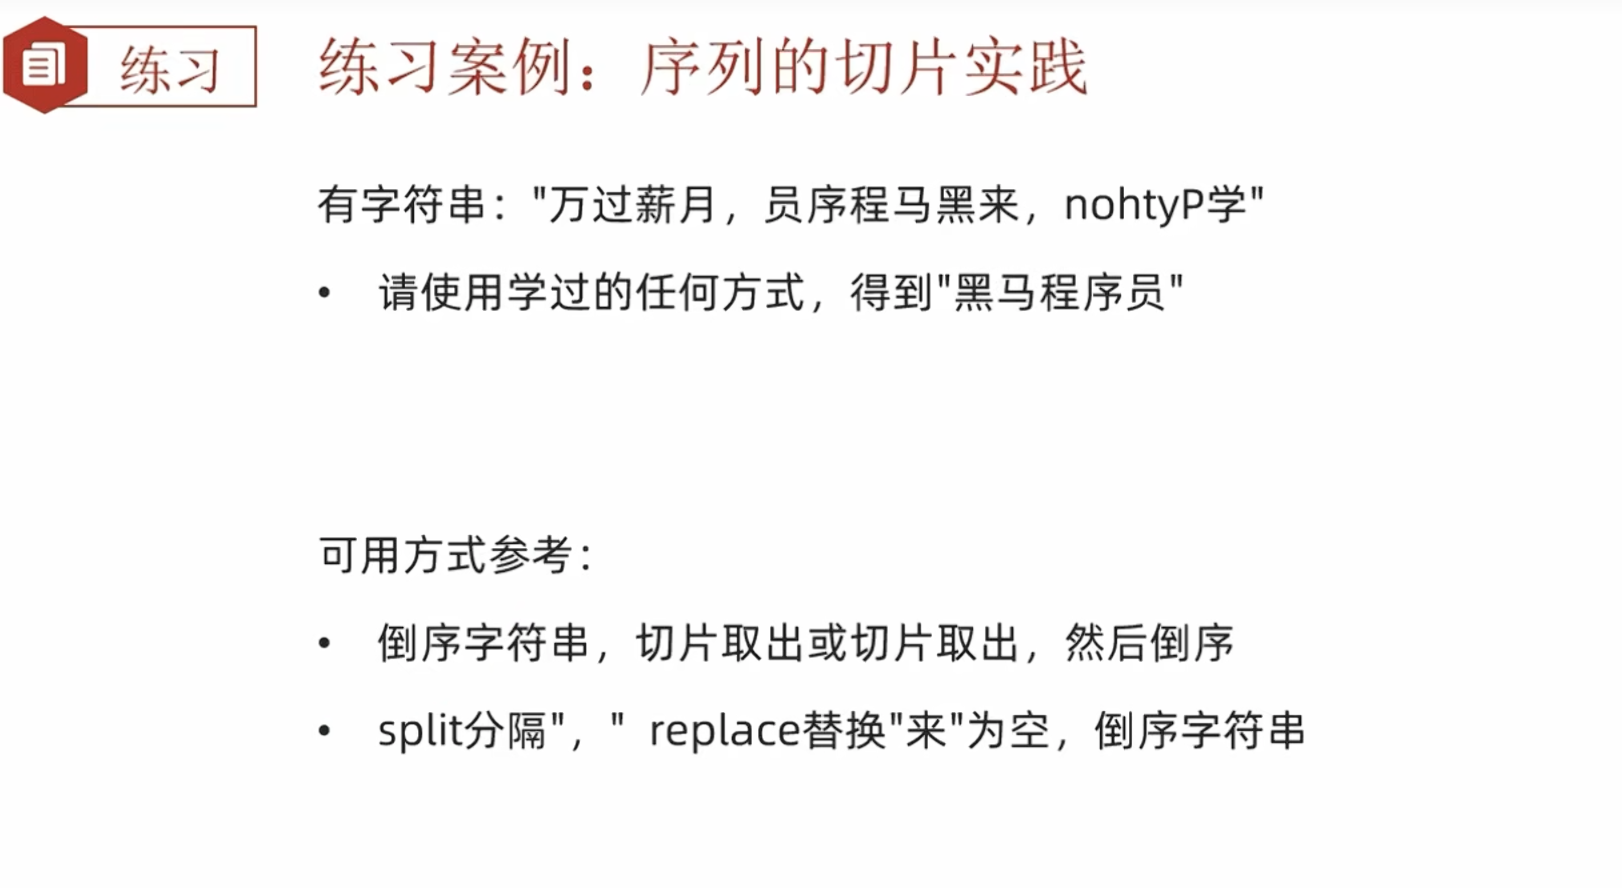 练习
练习案例：序列的切片实践
有字符串："万过薪月，员序程马黑来，nohtyP学"
• 请使用学过的任何方式，得到"黑马程序员"
可用方式参考：
• 倒序字符串，切片取出或切片取出，然后倒序
• split分隔"，" replace替换"来"为空，倒序字符串